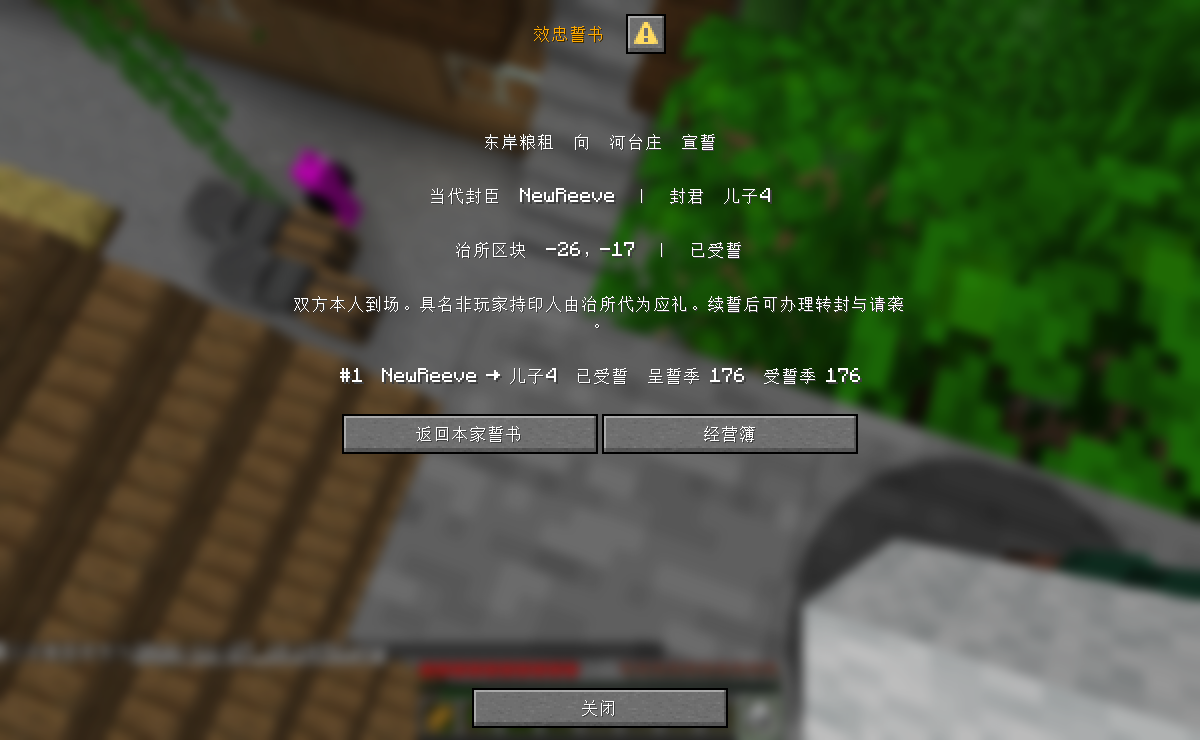 效忠誓书
东岸粮租 向 河台庄 宣誓
当代封臣 NewReeve | 封君 儿子4
治所区块 -26, -17 | 已受誓
双方本人到场。具名非玩家持印人由治所代为应礼。续誓后可办理转封与请袭
。
#1 NewReeve → 儿子4 已受誓 呈誓季 176 受誓季 176
返回本家誓书 经营簿
关闭